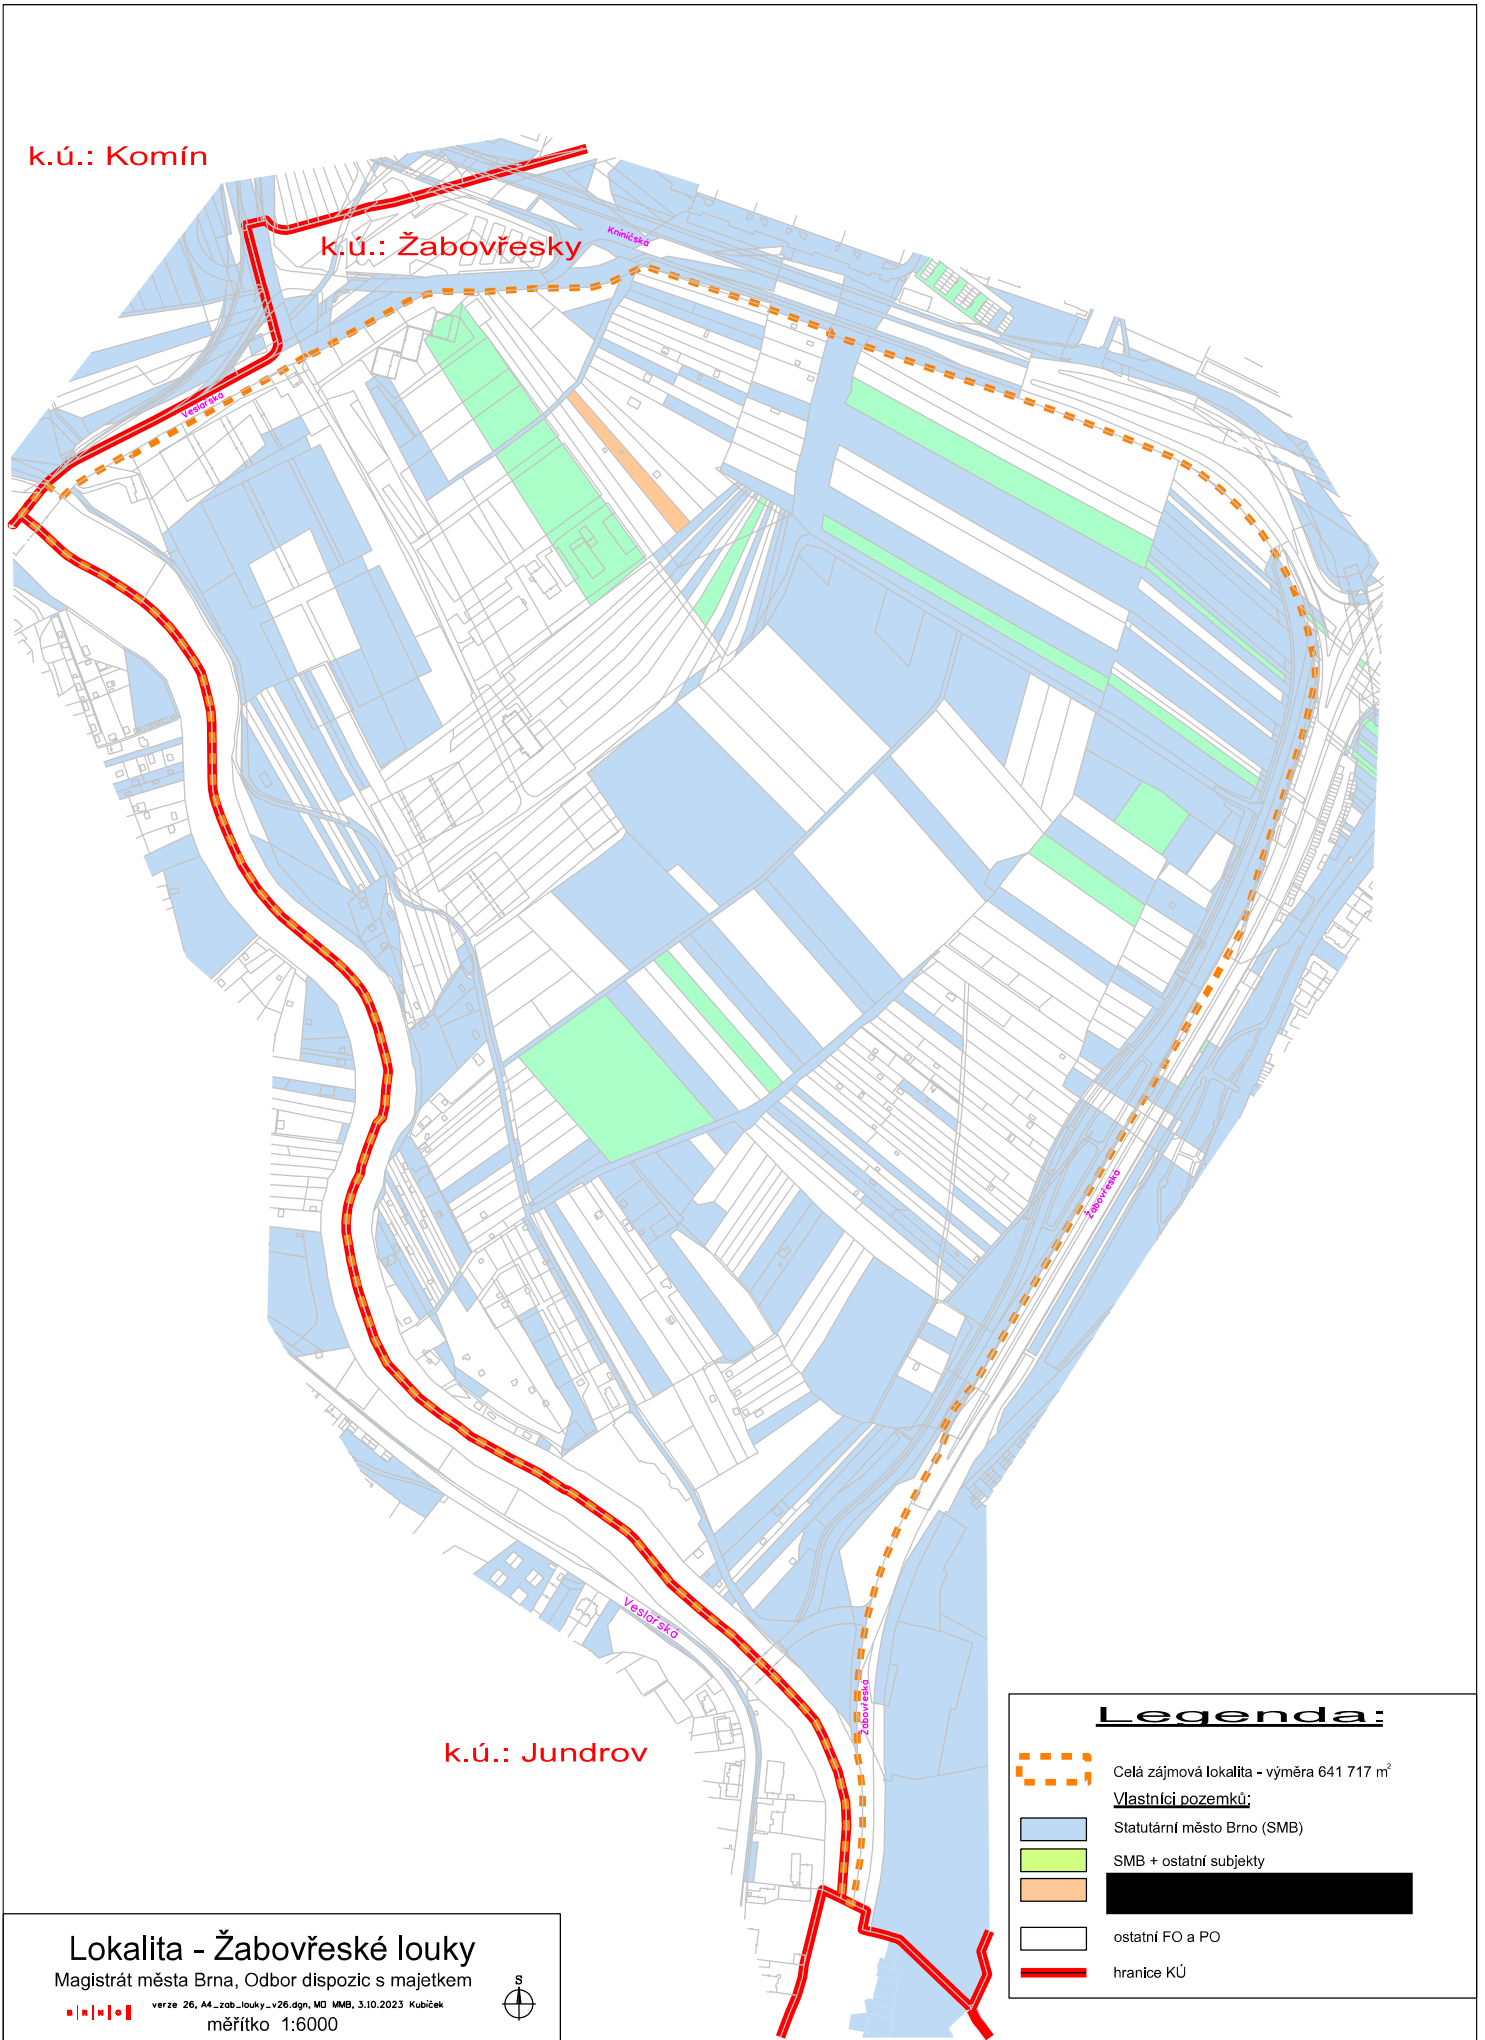 k.ú.: Komín
k.ú.: Žabovřesky
Kníničská
Veslařská
Žabovřeská
Veslařská
Žabovřeská
k.ú.: Jundrov
Legenda:
Celá zájmová lokalita - výměra 641 717 m²
Vlastníci pozemků:
Statutární město Brno (SMB)
SMB + ostatní subjekty
ostatní FO a PO
hranice KÚ
Lokalita - Žabovřeské louky
Magistrát města Brna, Odbor dispozic s majetkem
verze 26, A4_zab_louky_v26.dgn, MO MMB, 3.10.2023 Kubíček
měřítko 1:6000
S